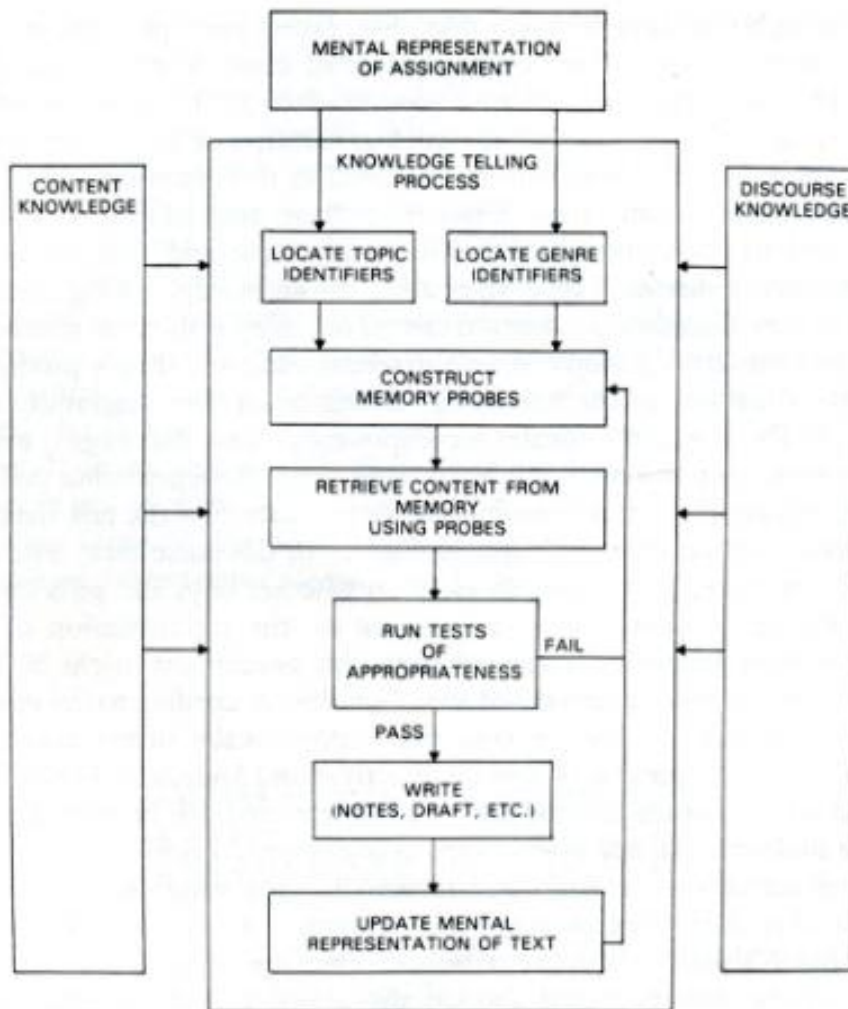 MENTAL REPRESENTATION
OF ASSIGNMENT
KNOWLEDGE TELLING
PROCESS
CONTENT
KNOWLEDGE
DISCOURSE
KNOWLEDGE
LOCATE TOPIC
IDENTIFIERS
LOCATE GENRE
IDENTIFIERS
CONSTRUCT
MEMORY PROBES
RETRIEVE CONTENT FROM
MEMORY
USING PROBES
RUN TESTS
OF
APPROPRIATENESS
FAIL
PASS
WRITE
(NOTES, DRAFT, ETC.)
UPDATE MENTAL
REPRESENTATION OF TEXT